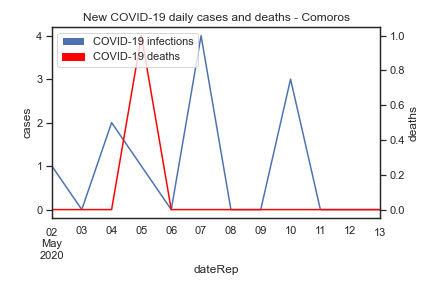 New COVID-19 daily cases and deaths - Comoros
COVID-19 infections
COVID-19 deaths
4
3
2
1
0
cases
1.0
0.8
0.6
0.4
0.2
0.0
deaths
02 03 04 05 06 07 08 09 10 11 12 13
May
2020
dateRep